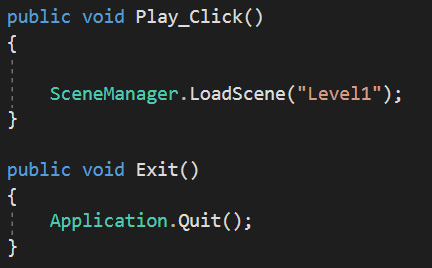 public void Play_Click()
{
SceneManager.LoadScene("Level1");
}
public void Exit()
{
Application.Quit();
}